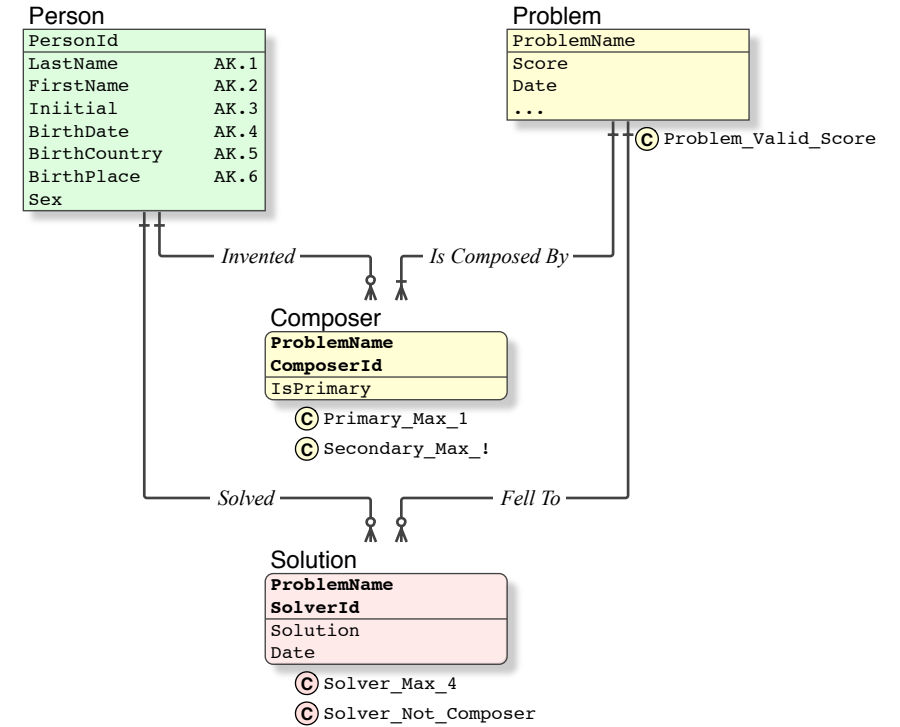 Person
PersonId
LastName AK.1
FirstName AK.2
Iniitial AK.3
BirthDate AK.4
BirthCountry AK.5
BirthPlace AK.6
Sex
Problem
ProblemName
Score
Date
...
C Problem_Valid_Score
Invented
Is Composed By
Composer
ProblemName
ComposerId
IsPrimary
C Primary_Max_1
C Secondary_Max_!
Solved
Fell To
Solution
ProblemName
SolverId
Solution
Date
C Solver_Max_4
C Solver_Not_Composer